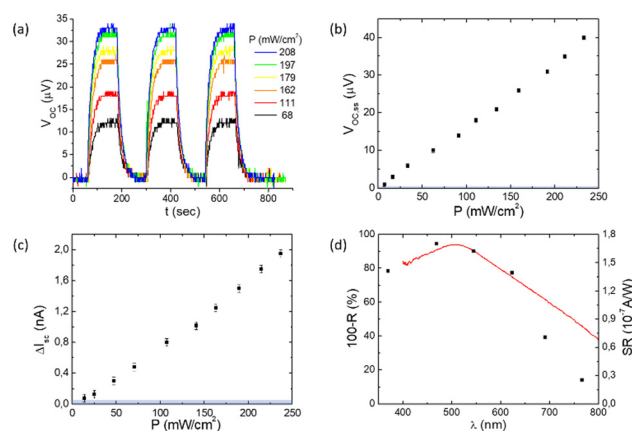 (a)
V_OC (μV)
35
30
25
20
15
10
5
0
0 200 400 600 800
t (sec)
P (mW/cm²)
208
197
179
162
111
68
(b)
V_OC,ss (μV)
40
30
20
10
0
0 50 100 150 200 250
P (mW/cm²)
(c)
ΔI_sc (nA)
2,0
1,6
1,2
0,8
0,4
0,0
0 50 100 150 200 250
P (mW/cm²)
(d)
100-R (%)
100
80
60
40
20
0
400 500 600 700 800
λ (nm)
1,8
1,5
1,2
0,9
0,6
0,3
0,0
SR (10⁻⁷A/W)